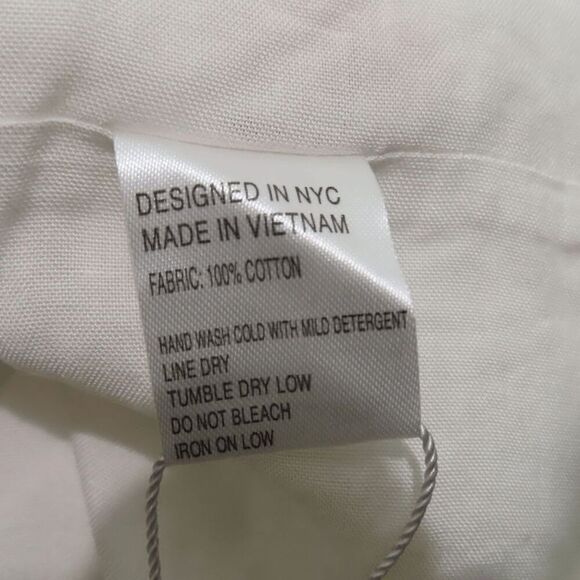 DESIGNED IN NYC
MADE IN VIETNAM
FABRIC: 100% COTTON
HAND WASH COLD WITH MILD DETERGENT
LINE DRY
TUMBLE DRY LOW
DO NOT BLEACH
IRON ON LOW